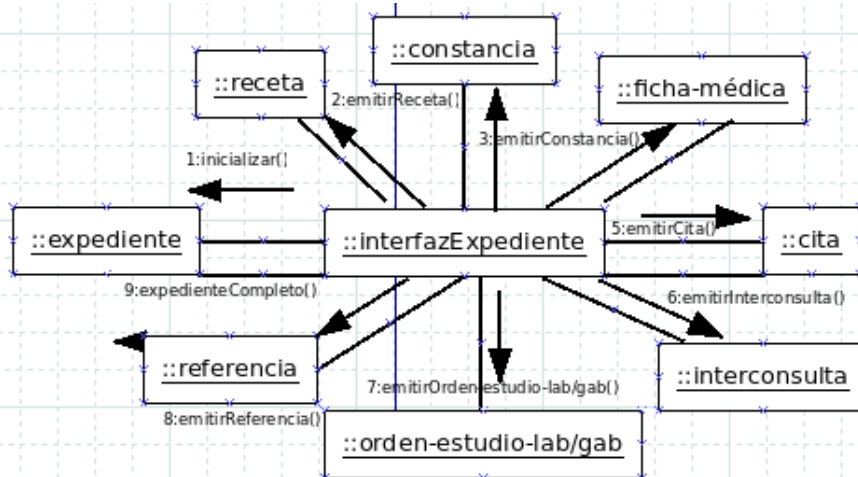 ::constancia
::receta
::ficha-médica
2:emitirReceta()
3:emitirConstancia()
1:inicializar()
::expediente
::interfazExpediente
5:emitirCita()
::cita
9:expedienteCompleto()
6:emitirInterconsulta()
::referencia
::interconsulta
7:emitirOrden-estudio-lab/gab()
8:emitirReferencia()
::orden-estudio-lab/gab